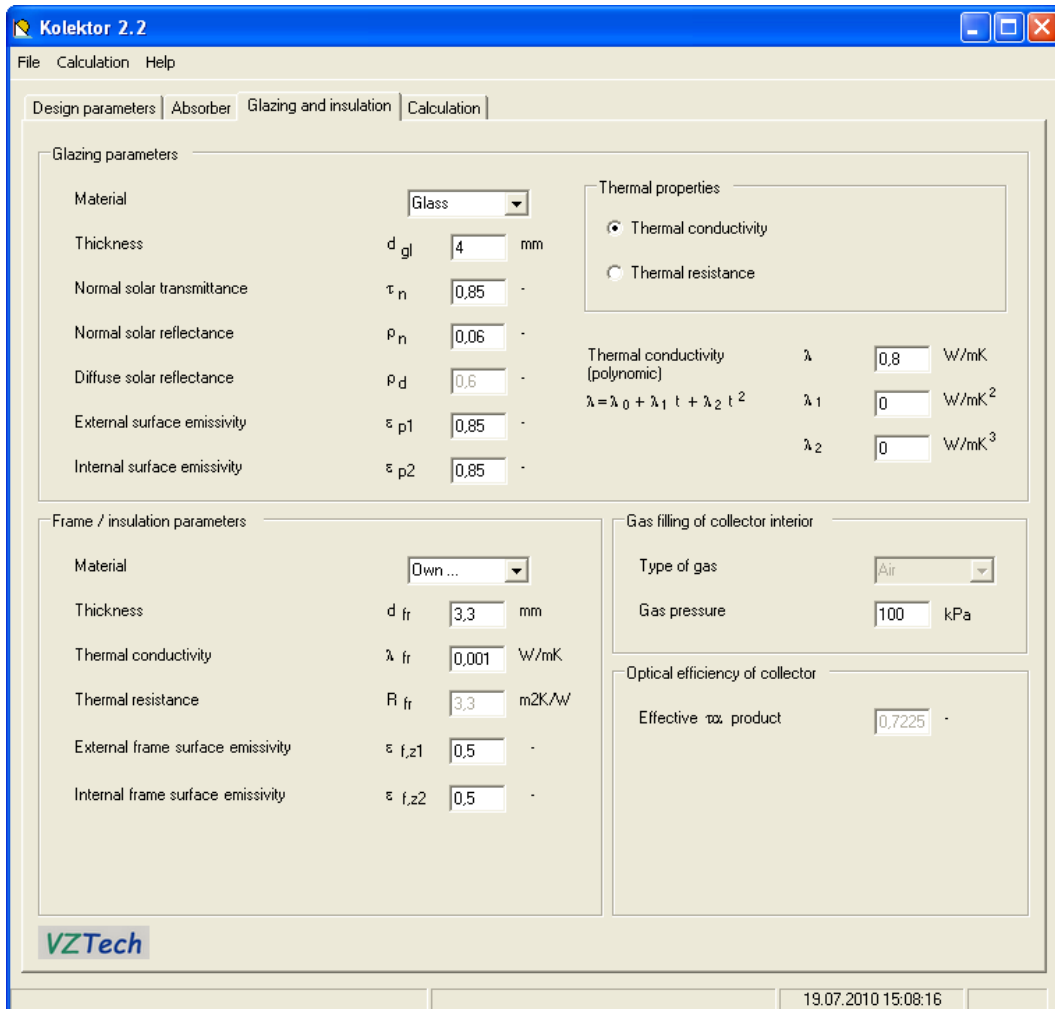 Kolektor 2.2
File Calculation Help
Design parameters Absorber Glazing and insulation Calculation
Glazing parameters
Material Glass
Thickness d gl 4 mm
Normal solar transmittance τ n 0,85 -
Normal solar reflectance ρ n 0,06 -
Diffuse solar reflectance ρ d 0,6 -
External surface emissivity ε p1 0,85 -
Internal surface emissivity ε p2 0,85 -
Thermal properties
Thermal conductivity
Thermal resistance
Thermal conductivity λ 0,8 W/mK
(polynomic)
λ=λ 0 + λ 1 t + λ 2 t 2 λ 1 0 W/mK2
λ 2 0 W/mK3
Frame / insulation parameters
Material Own ...
Thickness d fr 3,3 mm
Thermal conductivity λ fr 0,001 W/mK
Thermal resistance R fr 3,3 m2K/W
External frame surface emissivity ε f,z1 0,5 -
Internal frame surface emissivity ε f,z2 0,5 -
Gas filling of collector interior
Type of gas Air
Gas pressure 100 kPa
Optical efficiency of collector
Effective τα product 0,7225 -
VZTech
19.07.2010 15:08:16